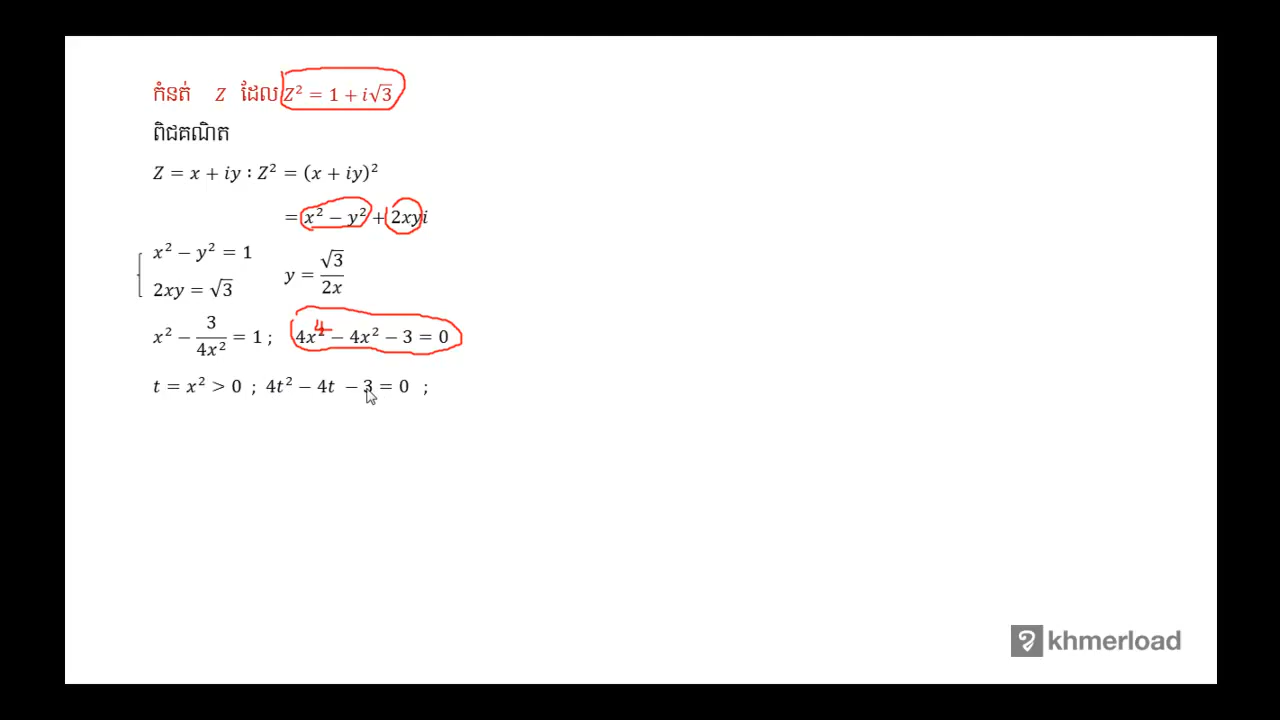 កំនត់ Z ដែល Z² = 1 + i√3
ពិជគណិត
Z = x + iy : Z² = (x + iy)²
= x² − y² + 2xyi
x² − y² = 1
2xy = √3
y = √3/2x
x² − 3/4x² = 1 ; 4x⁴ − 4x² − 3 = 0
t = x² > 0 ; 4t² − 4t − 3 = 0 ;
khmerload